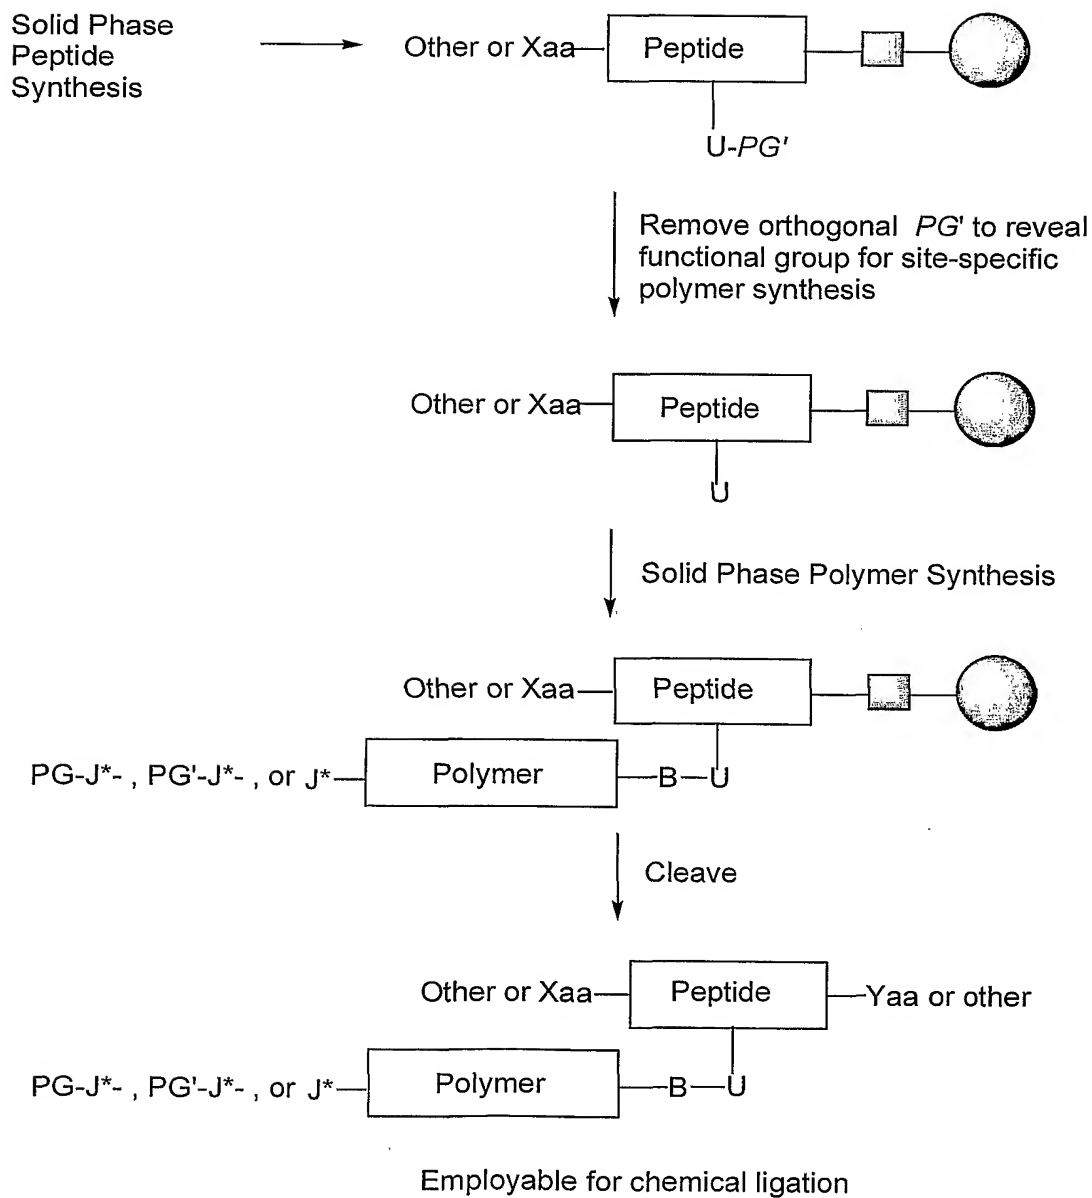 Solid Phase
Peptide
Synthesis
Other or Xaa
Peptide
U-PG'
Remove orthogonal PG' to reveal
functional group for site-specific
polymer synthesis
Other or Xaa
Peptide
U
Solid Phase Polymer Synthesis
Other or Xaa
Peptide
PG-J*- , PG'-J*- , or J*
Polymer
B
U
Cleave
Other or Xaa
Peptide
Yaa or other
PG-J*- , PG'-J*- , or J*
Polymer
B
U
Employable for chemical ligation